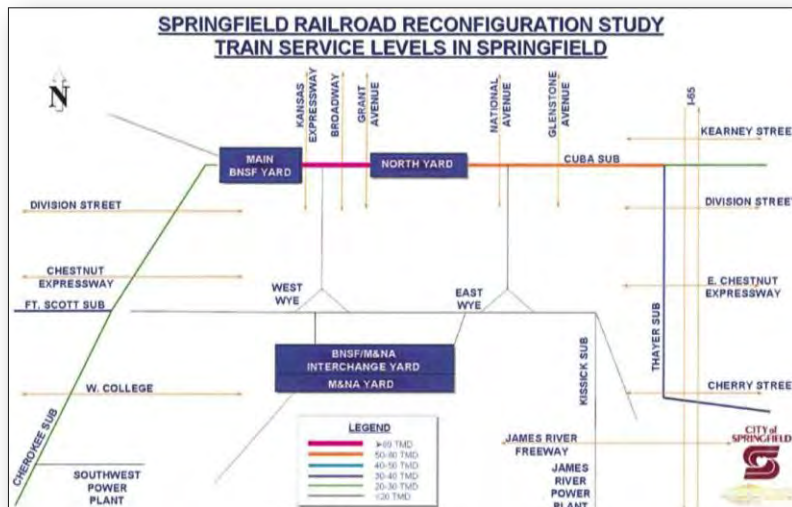 SPRINGFIELD RAILROAD RECONFIGURATION STUDY
TRAIN SERVICE LEVELS IN SPRINGFIELD
N
KANSAS
EXPRESSWAY
BROADWAY
GRANT
AVENUE
NATIONAL
AVENUE
GLENSTONE
AVENUE
I-65
KEARNEY STREET
MAIN
BNSF YARD
NORTH YARD
CUBA SUB
DIVISION STREET
DIVISION STREET
CHESTNUT
EXPRESSWAY
WEST
WYE
EAST
WYE
E. CHESTNUT
EXPRESSWAY
FT. SCOTT SUB
THAYER SUB
BNSF/M&NA
INTERCHANGE YARD
M&NA YARD
KISSICK SUB
W. COLLEGE
CHERRY STREET
CHEROKEE SUB
LEGEND
>60 TMD
50-60 TMD
40-50 TMD
30-40 TMD
20-30 TMD
<20 TMD
JAMES RIVER
FREEWAY
CITY of
SPRINGFIELD
SOUTHWEST
POWER
PLANT
JAMES
RIVER
POWER
PLANT